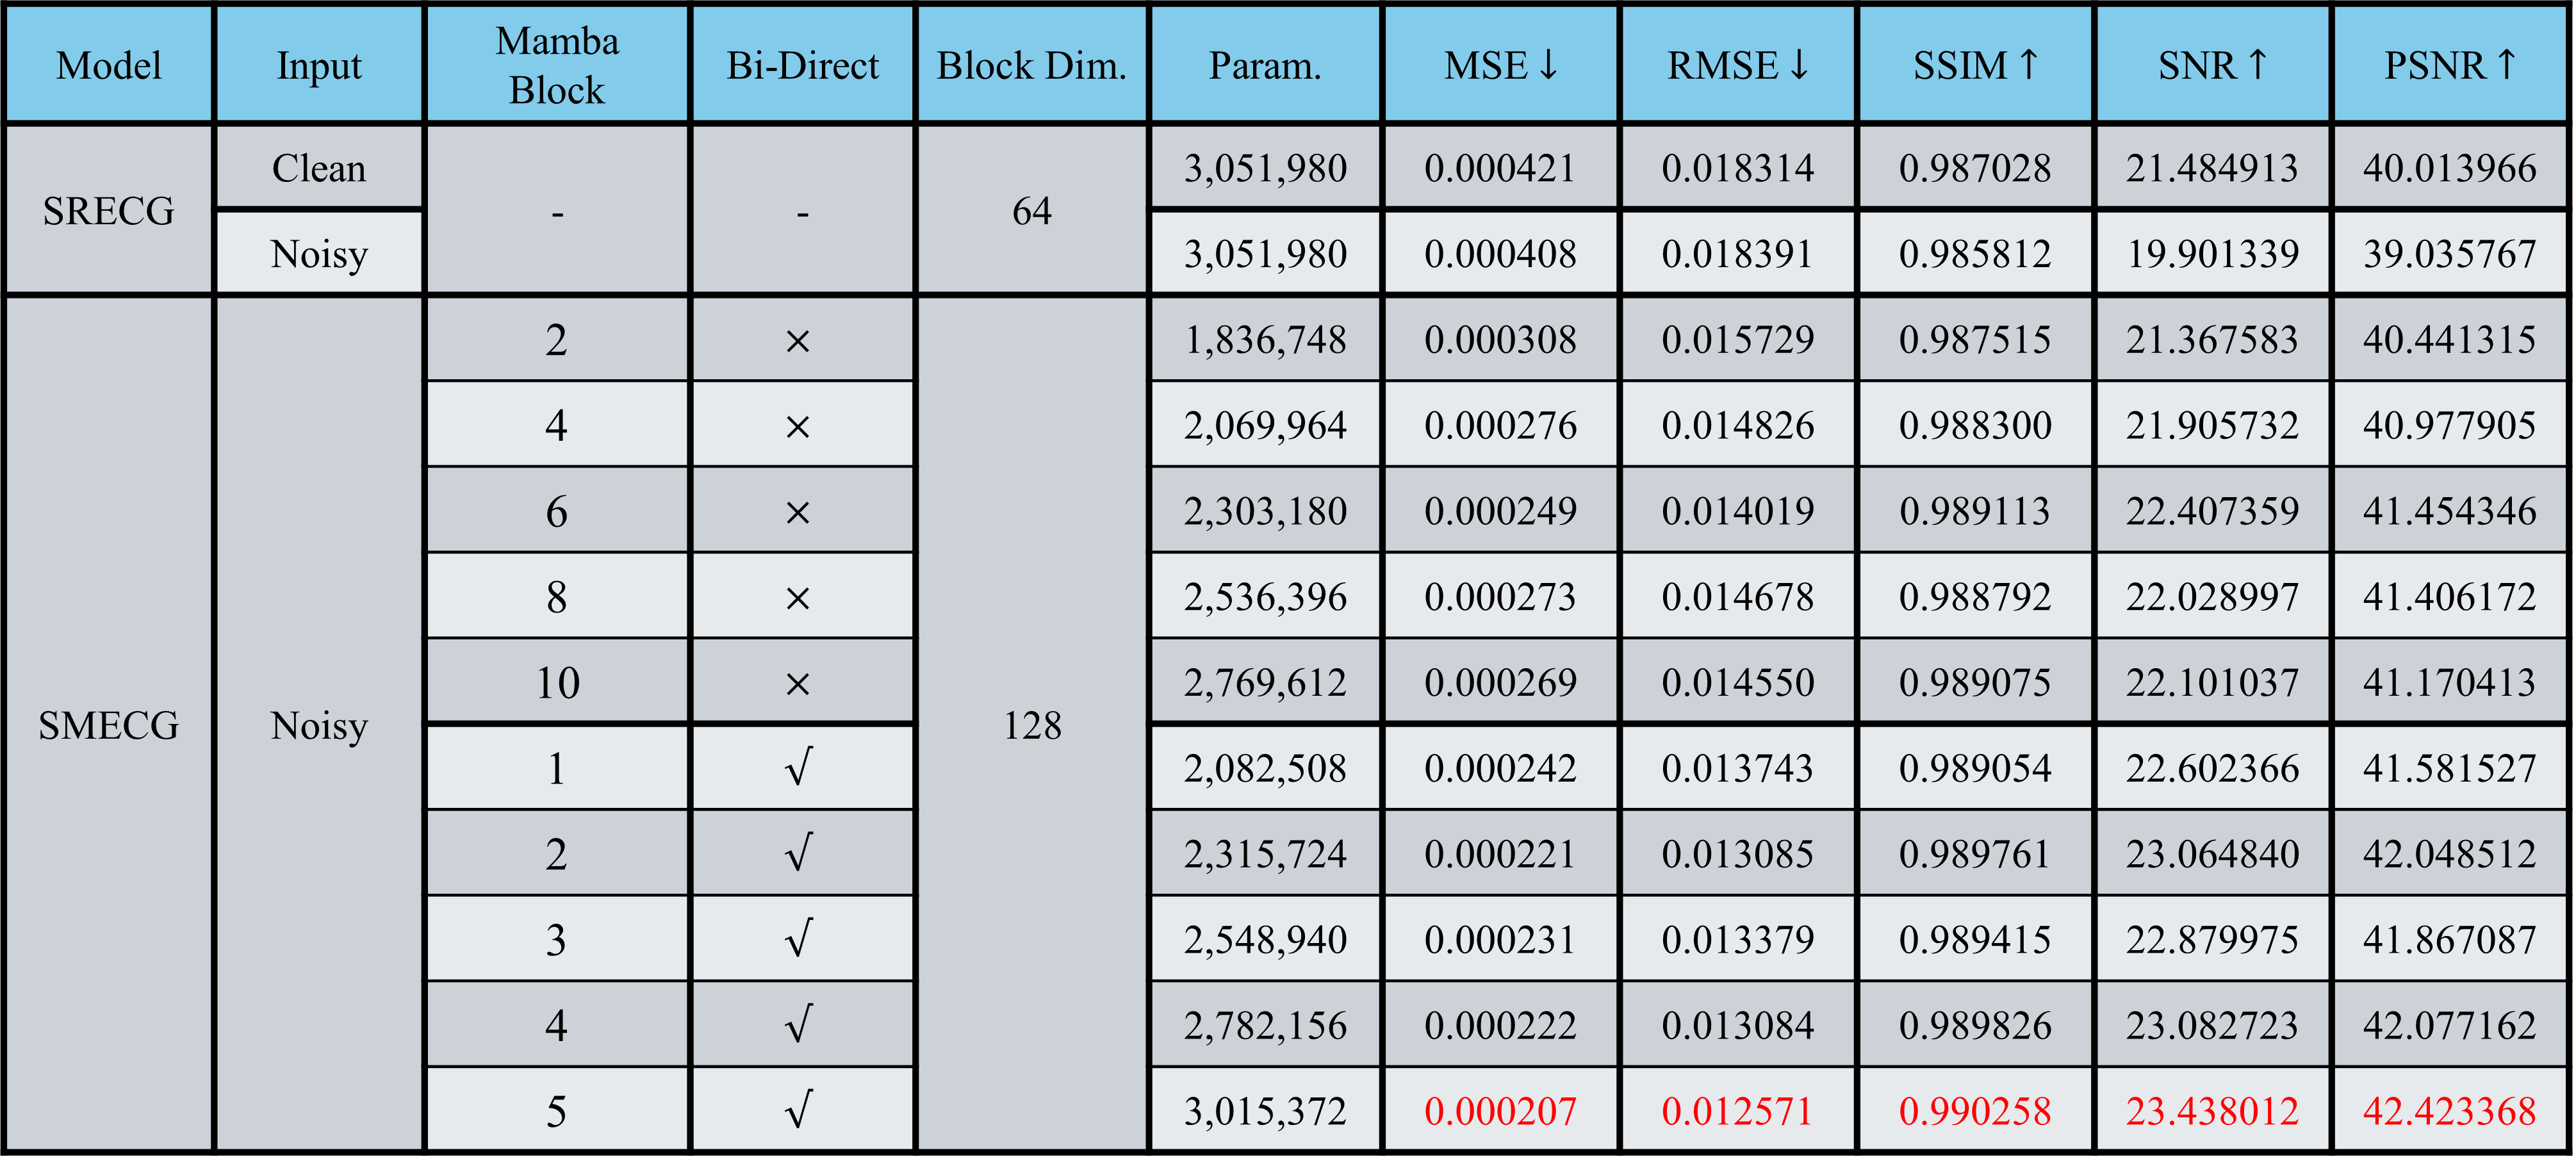 Model Input Mamba Block Bi-Direct Block Dim. Param. MSE↓ RMSE↓ SSIM↑ SNR↑ PSNR↑
SRECG Clean - - 64 3,051,980 0.000421 0.018314 0.987028 21.484913 40.013966
Noisy 3,051,980 0.000408 0.018391 0.985812 19.901339 39.035767
SMECG Noisy 128
2 × 1,836,748 0.000308 0.015729 0.987515 21.367583 40.441315
4 × 2,069,964 0.000276 0.014826 0.988300 21.905732 40.977905
6 × 2,303,180 0.000249 0.014019 0.989113 22.407359 41.454346
8 × 2,536,396 0.000273 0.014678 0.988792 22.028997 41.406172
10 × 2,769,612 0.000269 0.014550 0.989075 22.101037 41.170413
1 √ 2,082,508 0.000242 0.013743 0.989054 22.602366 41.581527
2 √ 2,315,724 0.000221 0.013085 0.989761 23.064840 42.048512
3 √ 2,548,940 0.000231 0.013379 0.989415 22.879975 41.867087
4 √ 2,782,156 0.000222 0.013084 0.989826 23.082723 42.077162
5 √ 3,015,372 0.000207 0.012571 0.990258 23.438012 42.423368